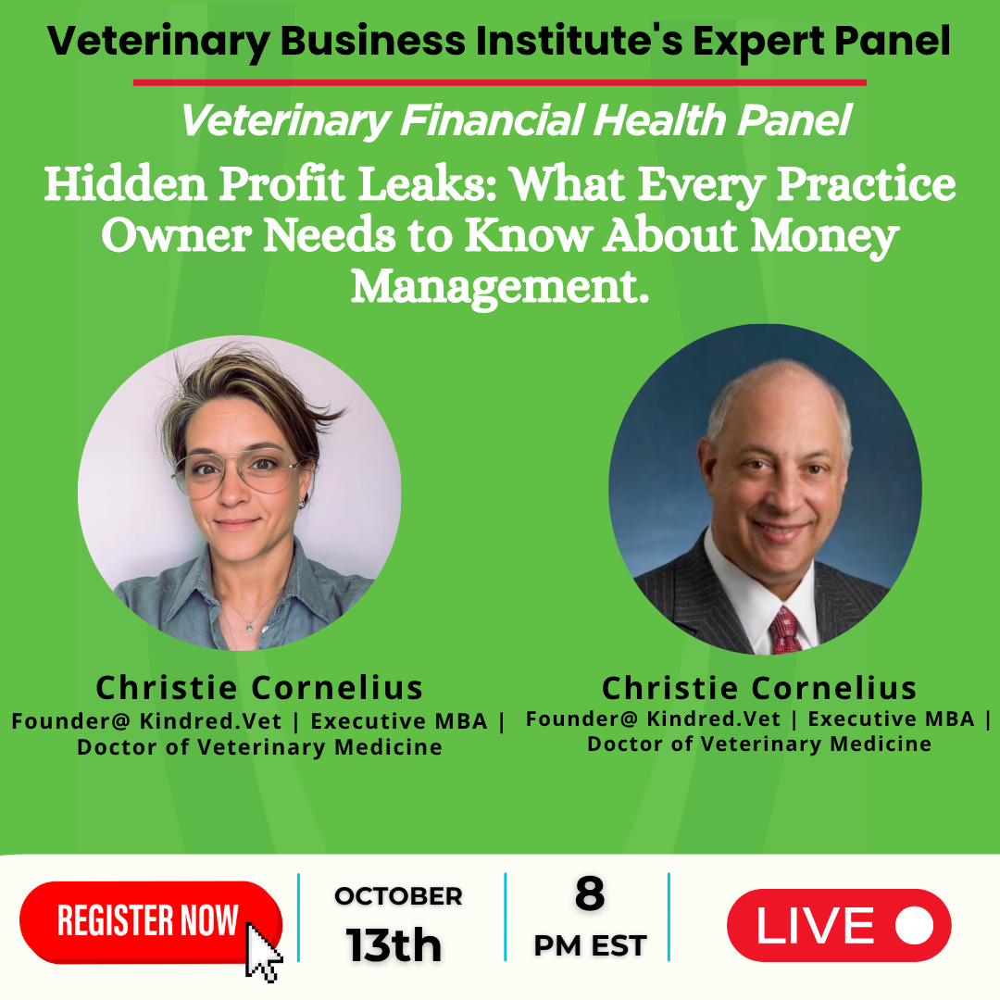 Veterinary Business Institute's Expert Panel
Veterinary Financial Health Panel
Hidden Profit Leaks: What Every Practice
Owner Needs to Know About Money
Management.
Christie Cornelius
Founder@ Kindred.Vet | Executive MBA |
Doctor of Veterinary Medicine
Christie Cornelius
Founder@ Kindred.Vet | Executive MBA |
Doctor of Veterinary Medicine
REGISTER NOW
OCTOBER
13th
8
PM EST
LIVE